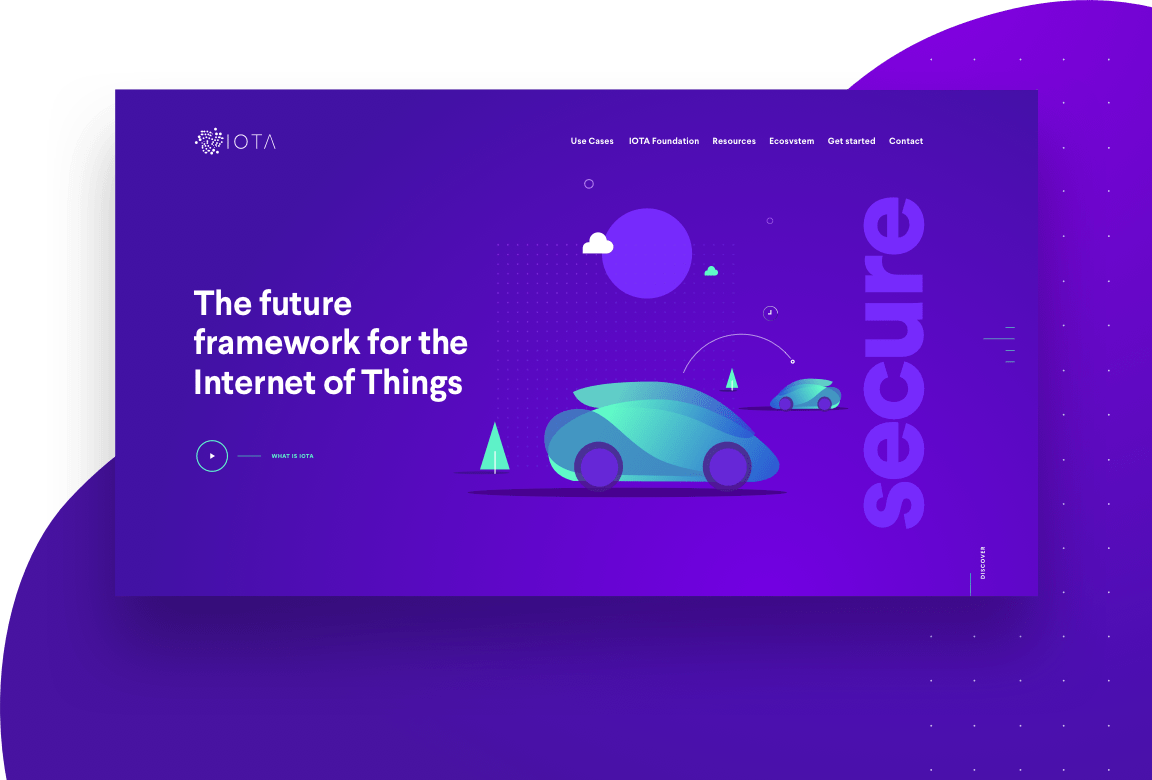 IOTA
Use Cases IOTA Foundation Resources Ecosvstem Get started Contact
The future
framework for the
Internet of Things
WHAT IS IOTA
secure
DISCOVER